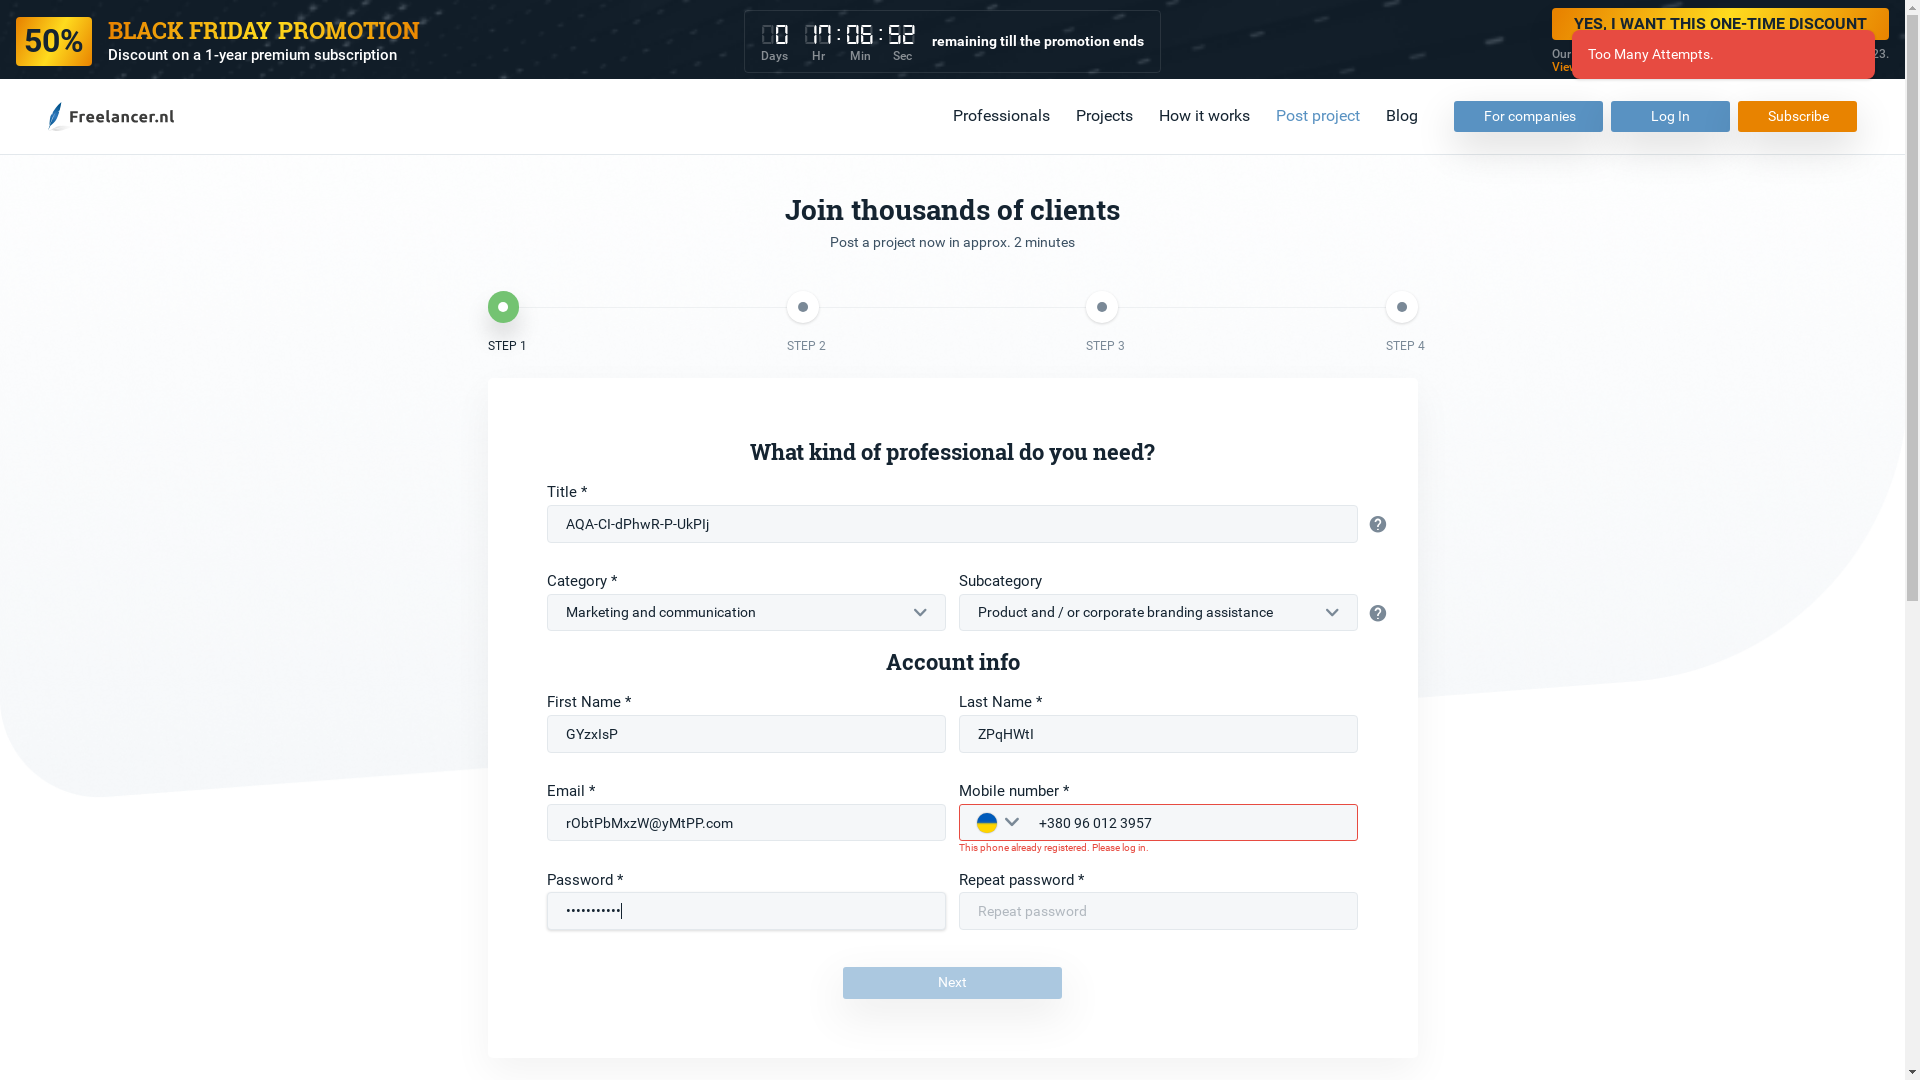 50%
BLACK FRIDAY PROMOTION
Discount on a 1-year premium subscription
0 17:06:52
Days Hr Min Sec
remaining till the promotion ends
YES, I WANT THIS ONE-TIME DISCOUNT
Our
23.
Too Many Attempts.
Freelancer.nl
Professionals
Projects
How it works
Post project
Blog
For companies
Log In
Subscribe
Join thousands of clients
Post a project now in approx. 2 minutes
STEP 1
STEP 2
STEP 3
STEP 4
What kind of professional do you need?
Title *
AQA-CI-dPhwR-P-UkPIj
Category *
Subcategory
Marketing and communication
Product and / or corporate branding assistance
Account info
First Name *
Last Name *
GYzxIsP
ZPqHWtI
Email *
Mobile number *
rObtPbMxzW@yMtPP.com
+380 96 012 3957
This phone already registered. Please log in.
Password *
Repeat password *
•••••••••••
Repeat password
Next